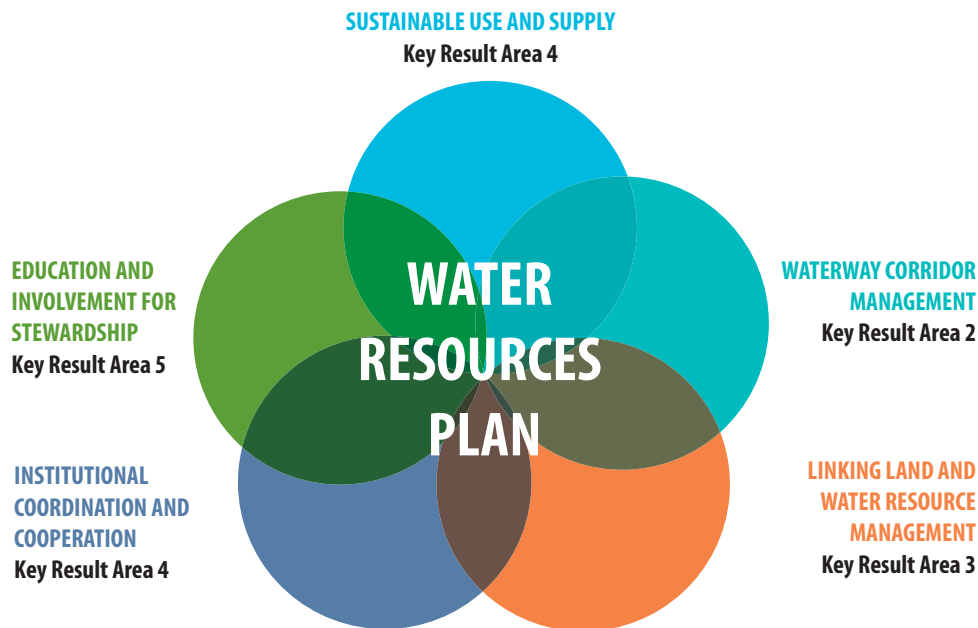 SUSTAINABLE USE AND SUPPLY
Key Result Area 4
EDUCATION AND
INVOLVEMENT FOR
STEWARDSHIP
Key Result Area 5
WATER
RESOURCES
PLAN
WATERWAY CORRIDOR
MANAGEMENT
Key Result Area 2
INSTITUTIONAL
COORDINATION AND
COOPERATION
Key Result Area 4
LINKING LAND AND
WATER RESOURCE
MANAGEMENT
Key Result Area 3